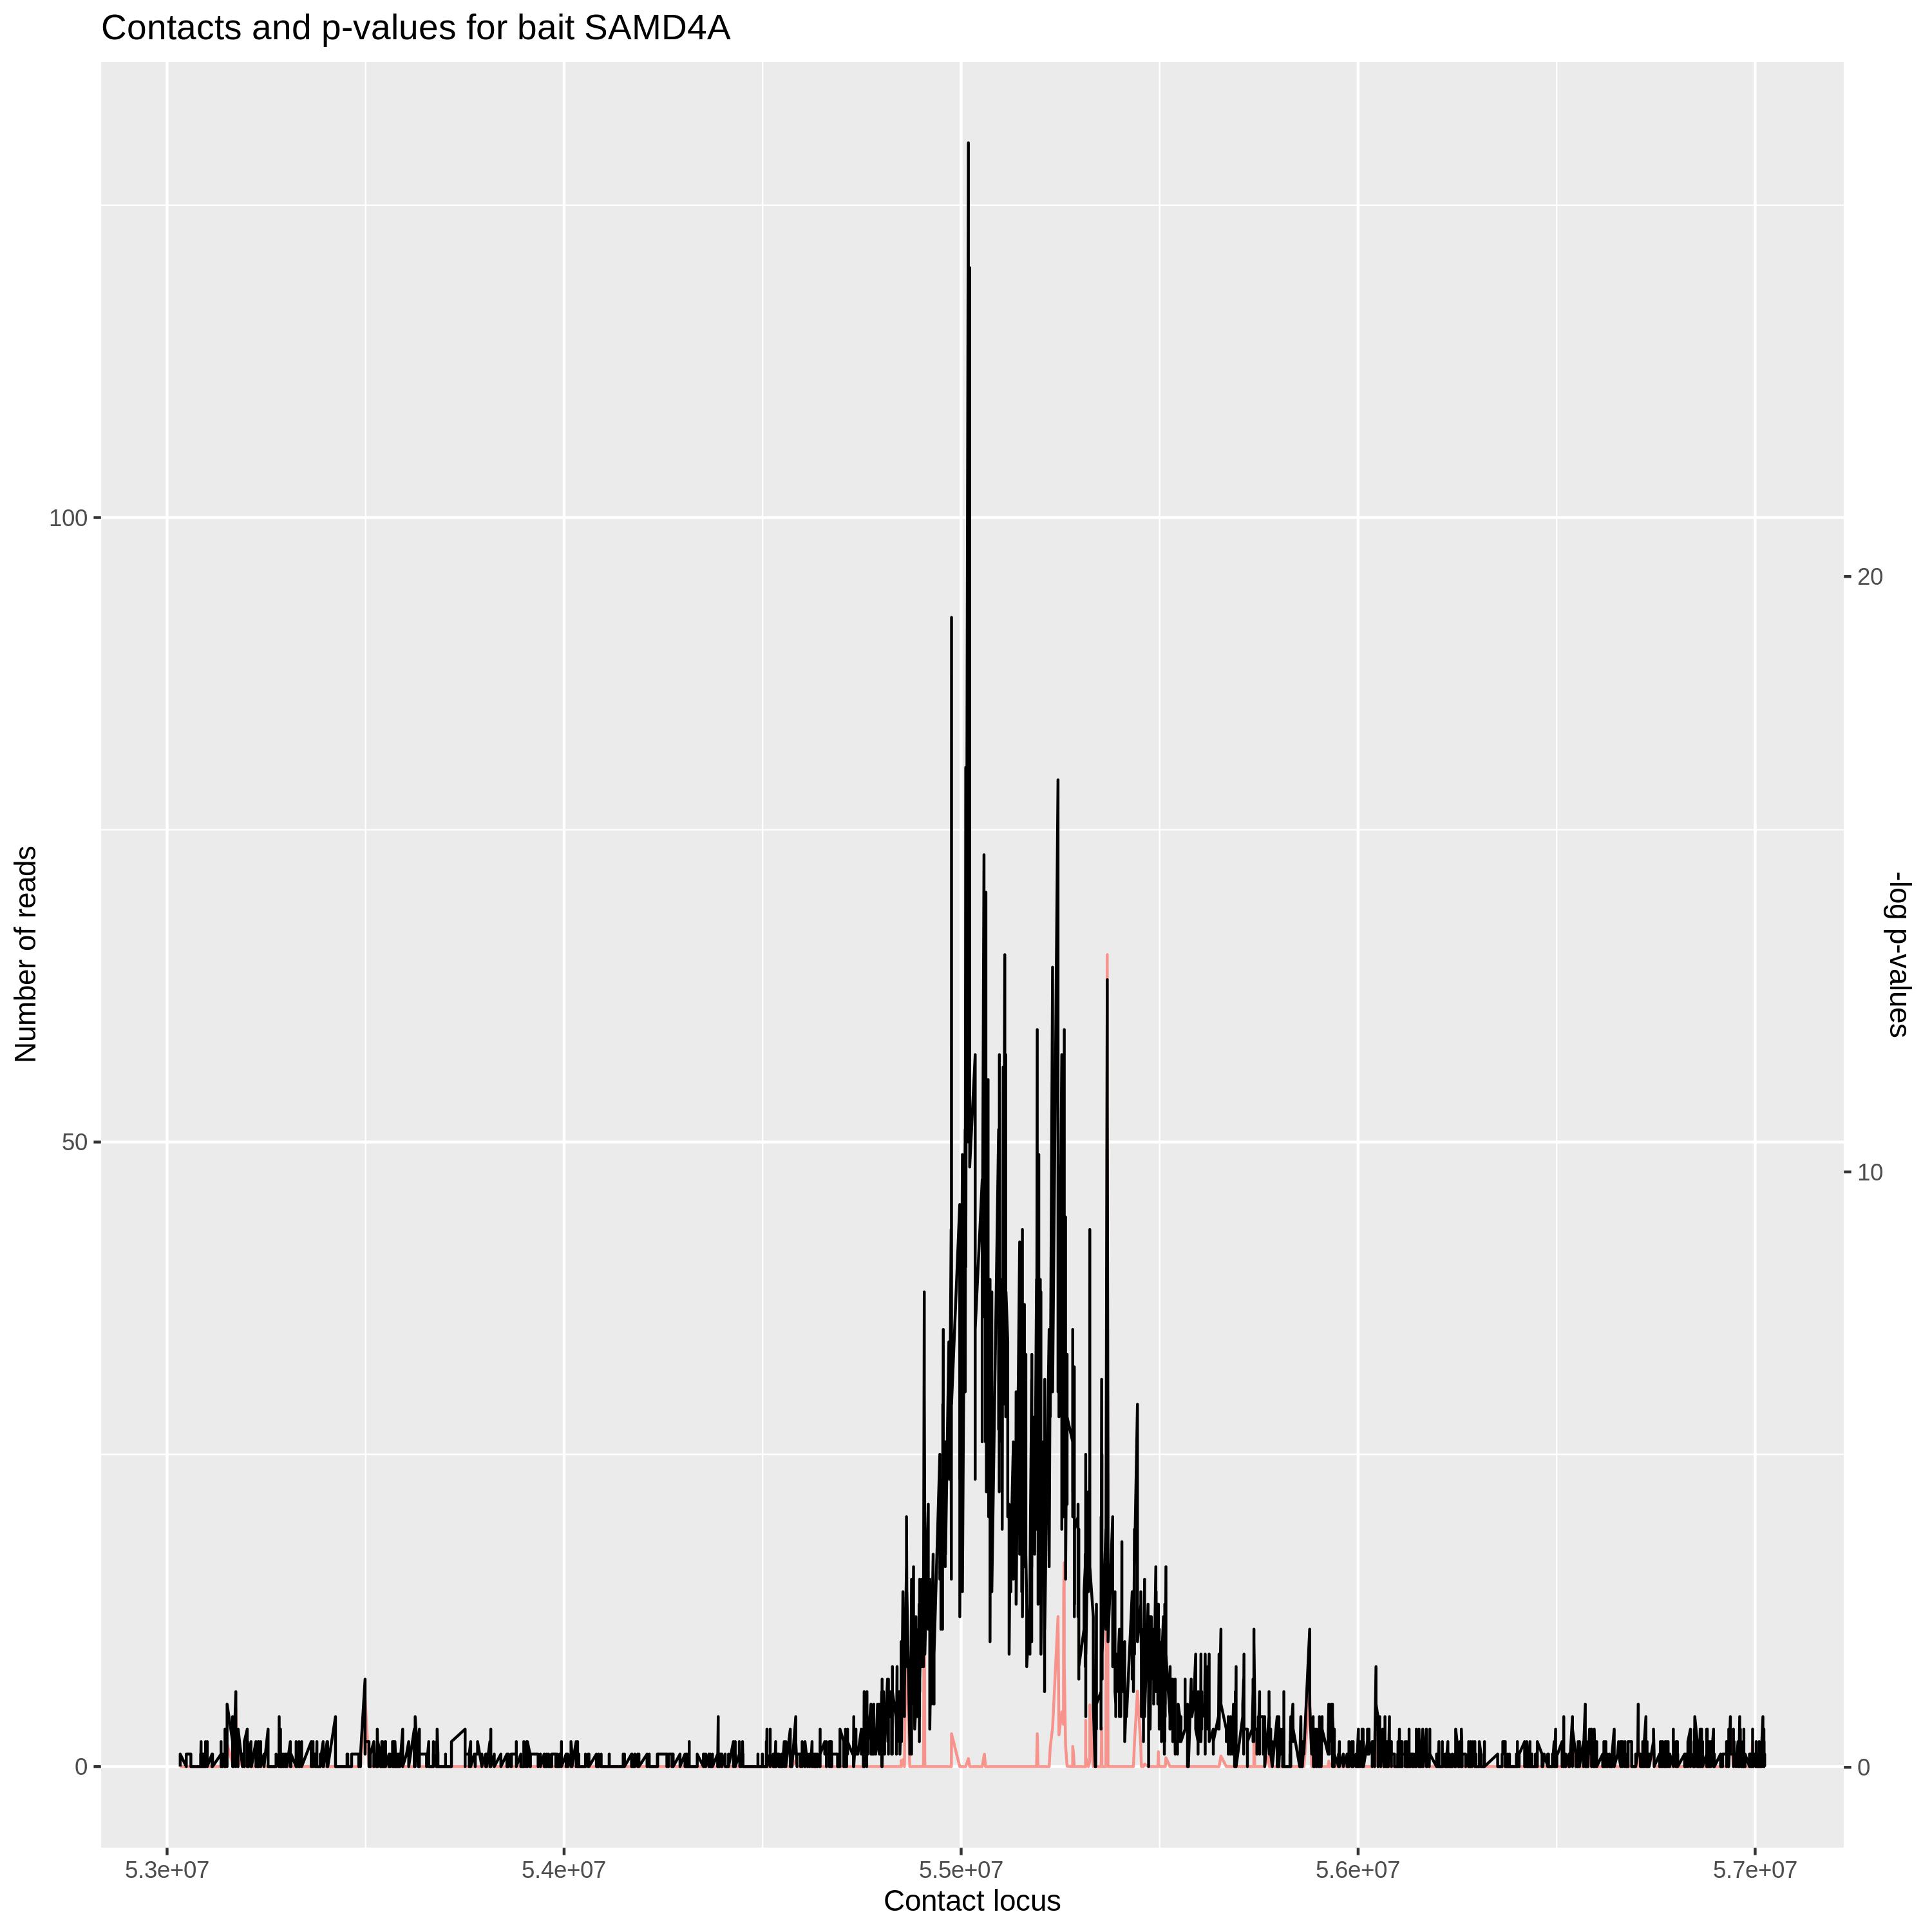 Contacts and p-values for bait SAMD4A
Number of reads
100
50
0
20
10
0
-log p-values
5.3e+07 5.4e+07 5.5e+07 5.6e+07 5.7e+07
Contact locus